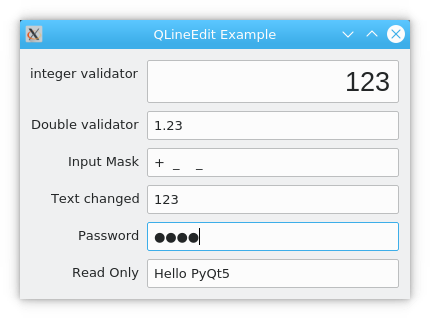 QLineEdit Example
integer validator 123
Double validator 1.23
Input Mask + _ _
Text changed 123
Password ●●●●
Read Only Hello PyQt5